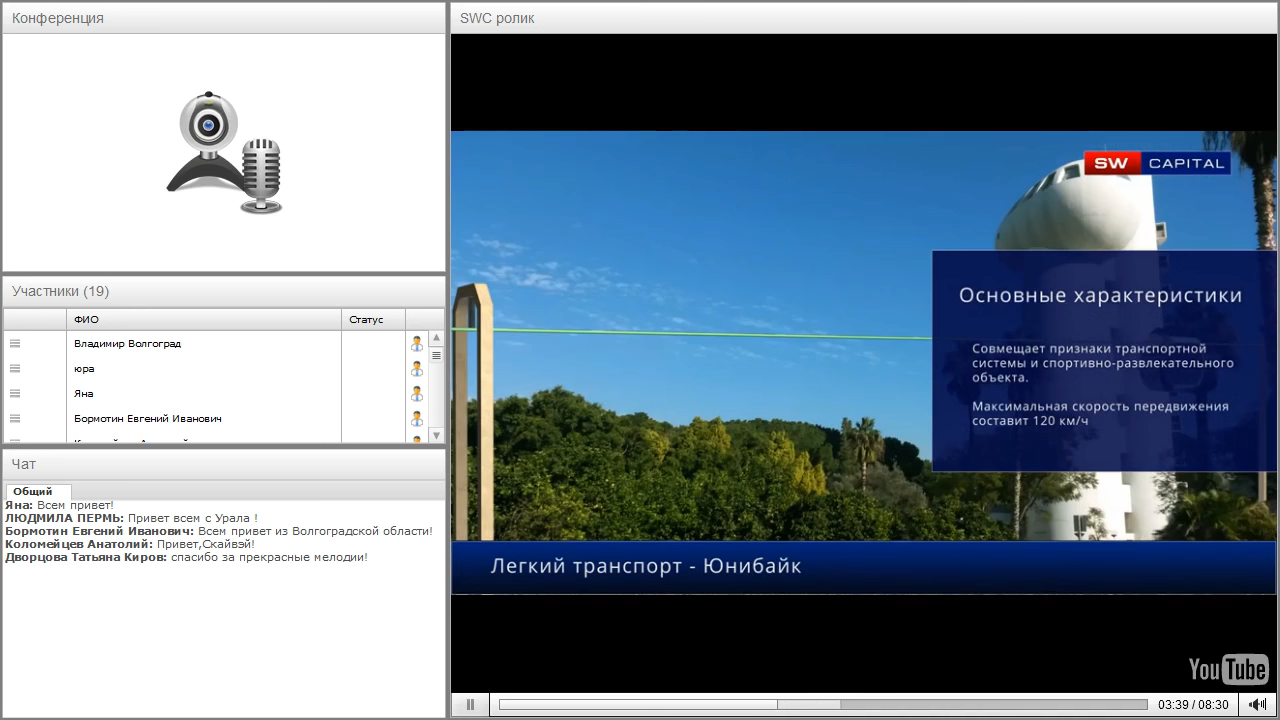 Конференция
Участники (19)
ФИО
Статус
Владимир Волгоград
юра
Яна
Бормотин Евгений Иванович
Чат
Общий
Яна: Всем привет!
ЛЮДМИЛА ПЕРМЬ: Привет всем с Урала !
Бормотин Евгений Иванович: Всем привет из Волгоградской области!
Коломейцев Анатолий: Привет,Скайвэй!
Дворцова Татьяна Киров: спасибо за прекрасные мелодии!
SWC ролик
SW CAPITAL
Основные характеристики
Совмещает признаки транспортной
системы и спортивно-развлекательного
объекта.
Максимальная скорость передвижения
составит 120 км/ч
Легкий транспорт - Юнибайк
YouTube
03:39 / 08:30